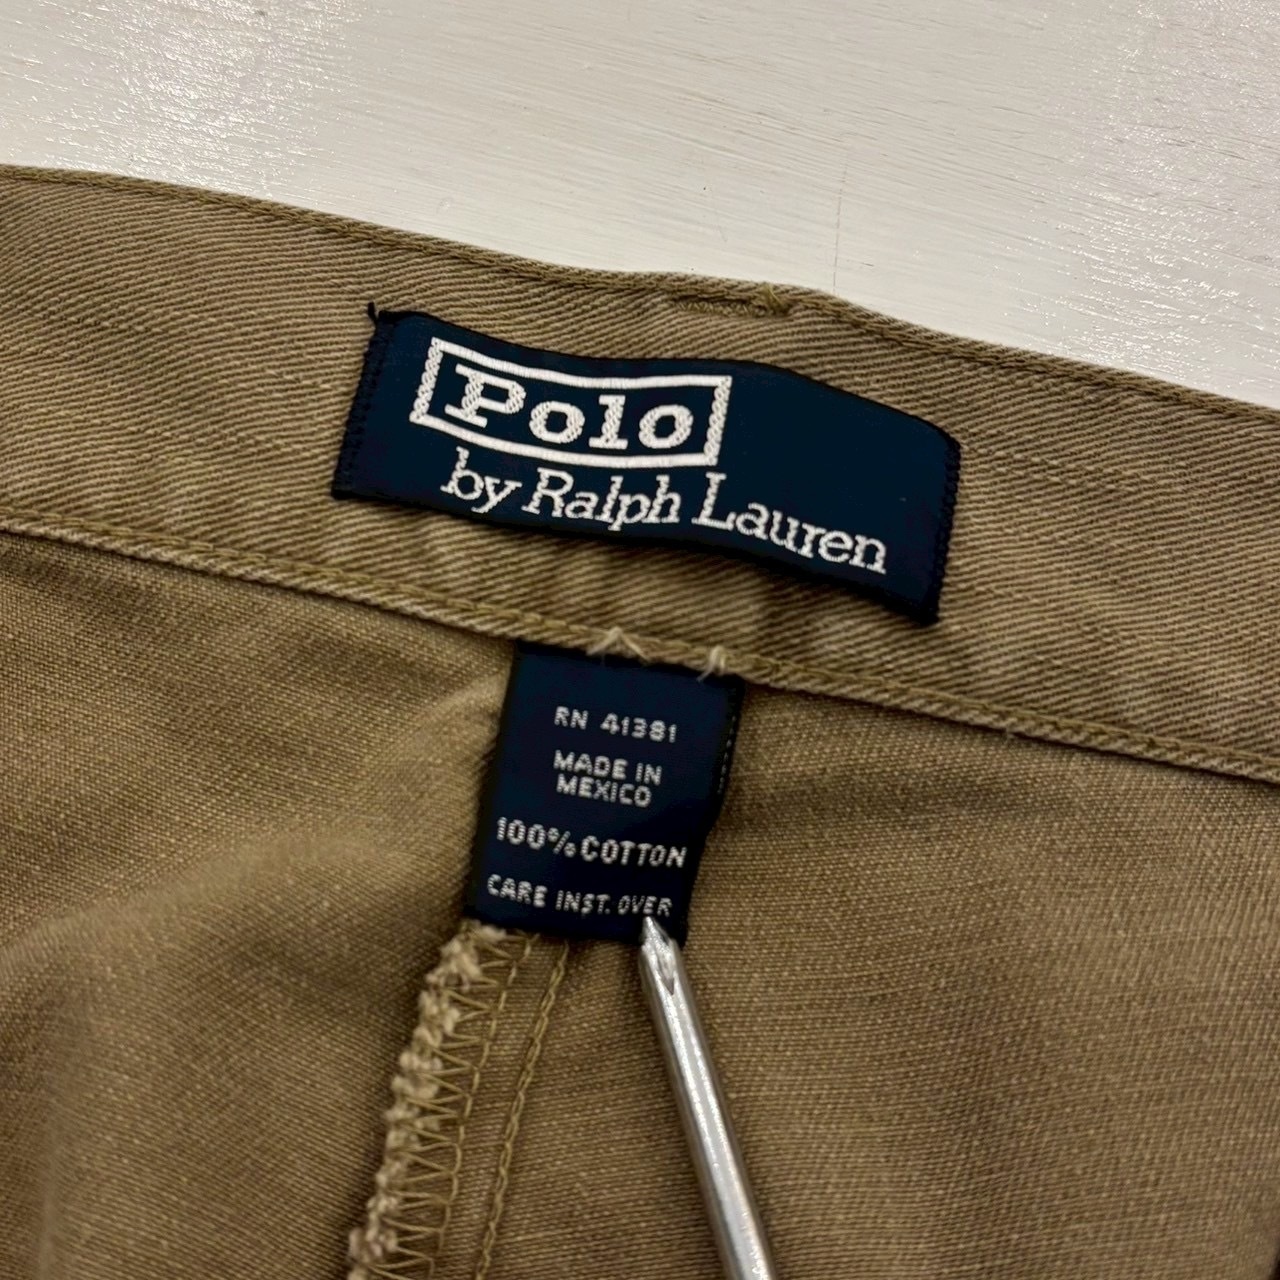 Polo
by Ralph Lauren
RN 41381
MADE IN
MEXICO
100% COTTON
CARE INST. OVER